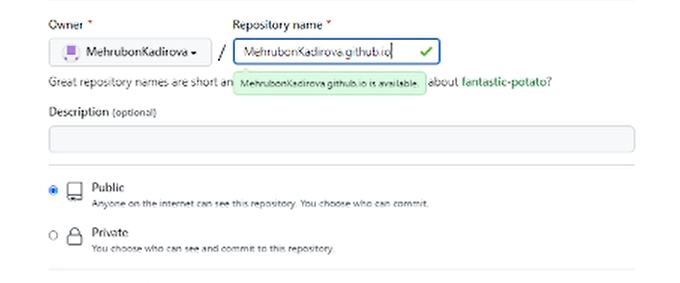 Owner * Repository name *
MehrubonKadirova / MehrubonKadirova.github.io
Great repository names are short an about fantastic-potato?
MehrubonKadirova.github.io is available.
Description (optional)
Public
Anyone on the internet can see this repository. You choose who can commit.
Private
You choose who can see and commit to this repository.